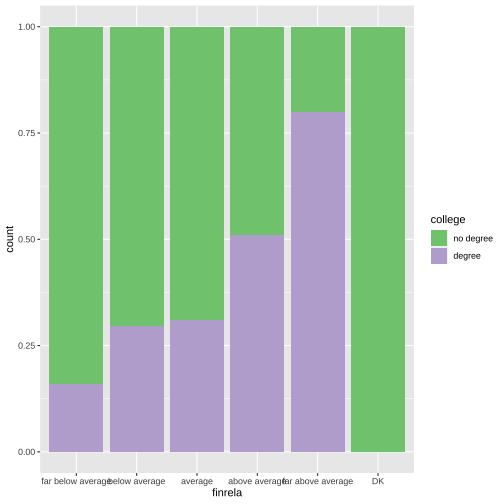 1.00
0.75
0.50
0.25
0.00
count
far below average
below average
average
above average
far above average
DK
finrela
college
no degree
degree